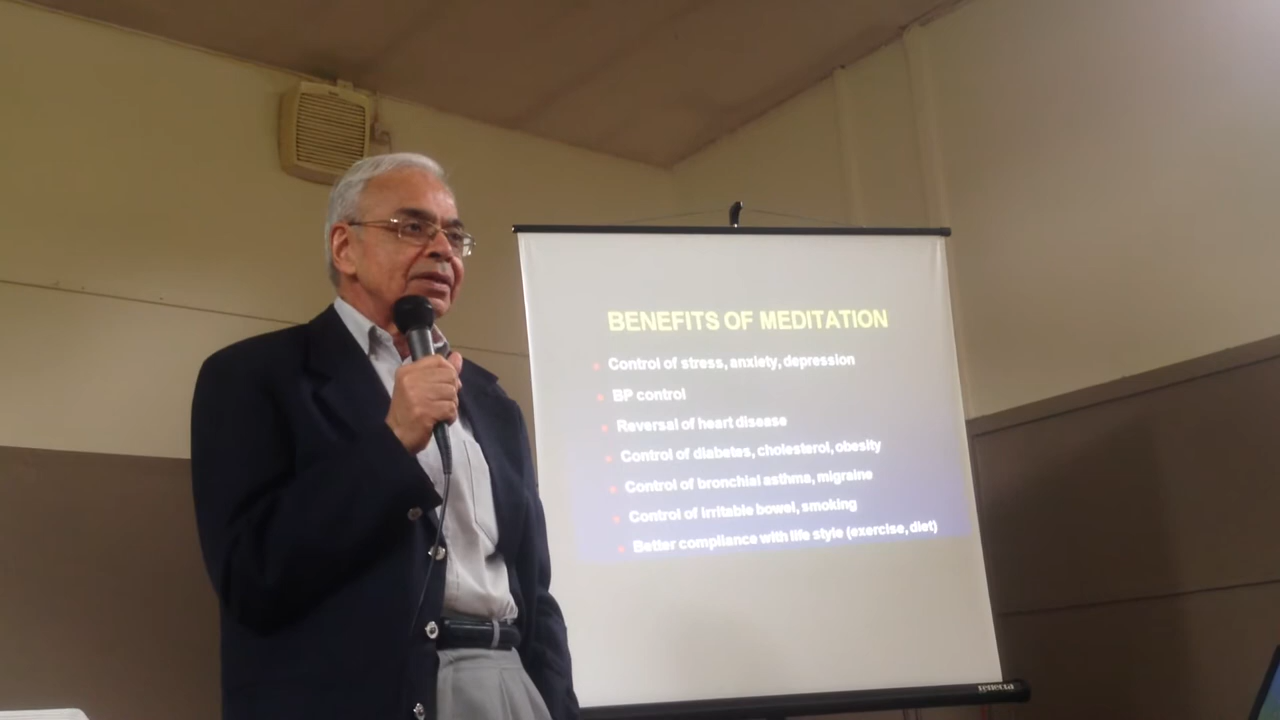 BENEFITS OF MEDITATION
Control of stress, anxiety, depression
BP control
Reversal of heart disease
Control of diabetes, cholesterol, obesity
Control of bronchial asthma, migraine
Control of irritable bowel, smoking
Better compliance with life style (exercise, diet)